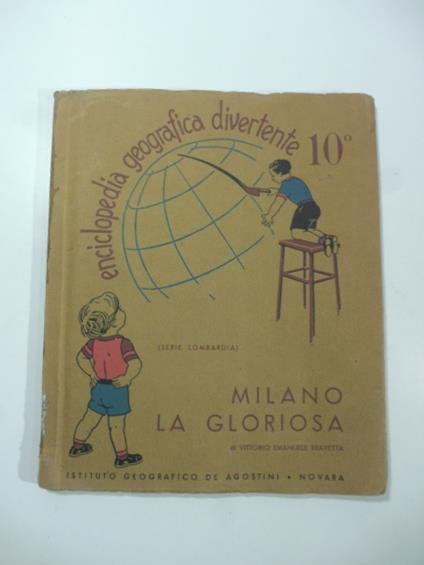 enciclopedia geografica divertente 10°
(SERIE LOMBARDIA)
MILANO
LA GLORIOSA
di VITTORIO EMANUELE BRAVETTA
ISTITUTO GEOGRAFICO DE AGOSTINI • NOVARA